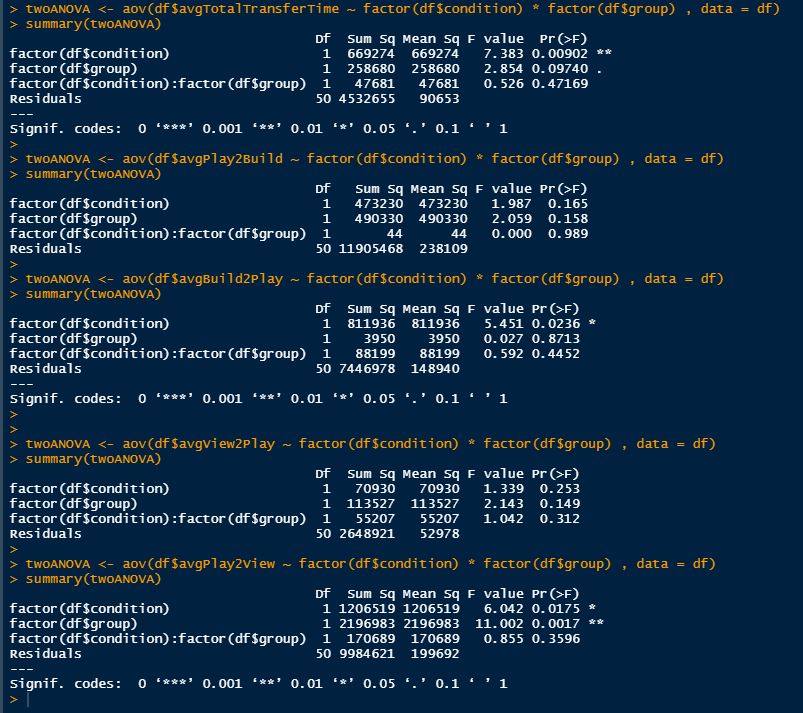 > twoANOVA <- aov(df$avgTotalTransferTime ~ factor(df$condition) * factor(df$group) , data = df)
> summary(twoANOVA)
                                       Df  Sum Sq Mean Sq F value  Pr(>F)
factor(df$condition)                    1  669274  669274   7.383 0.00902 **
factor(df$group)                        1  258680  258680   2.854 0.09740 .
factor(df$condition):factor(df$group)   1   47681   47681   0.526 0.47169
Residuals                              50 4532655   90653
---
Signif. codes:  0 ‘***’ 0.001 ‘**’ 0.01 ‘*’ 0.05 ‘.’ 0.1 ‘ ’ 1
>
> twoANOVA <- aov(df$avgPlay2Build ~ factor(df$condition) * factor(df$group) , data = df)
> summary(twoANOVA)
                                       Df   Sum Sq Mean Sq F value Pr(>F)
factor(df$condition)                    1   473230  473230   1.987  0.165
factor(df$group)                        1   490330  490330   2.059  0.158
factor(df$condition):factor(df$group)   1       44      44   0.000  0.989
Residuals                              50 11905468  238109
>
> twoANOVA <- aov(df$avgBuild2Play ~ factor(df$condition) * factor(df$group) , data = df)
> summary(twoANOVA)
                                       Df  Sum Sq Mean Sq F value Pr(>F)
factor(df$condition)                    1  811936  811936   5.451 0.0236 *
factor(df$group)                        1    3950    3950   0.027 0.8713
factor(df$condition):factor(df$group)   1   88199   88199   0.592 0.4452
Residuals                              50 7446978  148940
---
Signif. codes:  0 ‘***’ 0.001 ‘**’ 0.01 ‘*’ 0.05 ‘.’ 0.1 ‘ ’ 1
>
>
> twoANOVA <- aov(df$avgView2Play ~ factor(df$condition) * factor(df$group) , data = df)
> summary(twoANOVA)
                                       Df  Sum Sq Mean Sq F value Pr(>F)
factor(df$condition)                    1   70930   70930   1.339  0.253
factor(df$group)                        1  113527  113527   2.143  0.149
factor(df$condition):factor(df$group)   1   55207   55207   1.042  0.312
Residuals                              50 2648921   52978
>
> twoANOVA <- aov(df$avgPlay2View ~ factor(df$condition) * factor(df$group) , data = df)
> summary(twoANOVA)
                                       Df  Sum Sq Mean Sq F value Pr(>F)
factor(df$condition)                    1 1206519 1206519   6.042 0.0175 *
factor(df$group)                        1 2196983 2196983  11.002 0.0017 **
factor(df$condition):factor(df$group)   1  170689  170689   0.855 0.3596
Residuals                              50 9984621  199692
---
Signif. codes:  0 ‘***’ 0.001 ‘**’ 0.01 ‘*’ 0.05 ‘.’ 0.1 ‘ ’ 1
>